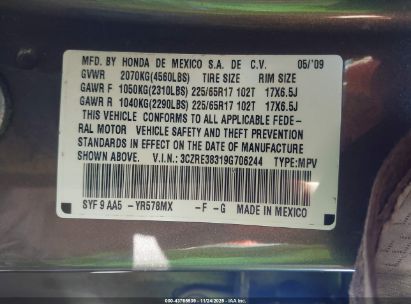 MFD. BY HONDA DE MEXICO S.A. DE C.V. 05/'09
GVWR 2070KG(4560LBS) TIRE SIZE RIM SIZE
GAWR F 1050KG(2310LBS) 225/65R17 102T 17X6.5J
GAWR R 1040KG(2290LBS) 225/65R17 102T 17X6.5J
THIS VEHICLE CONFORMS TO ALL APPLICABLE FEDE-
RAL MOTOR VEHICLE SAFETY AND THEFT PREVENTION
STANDARDS IN EFFECT ON THE DATE OF MANUFACTURE
SHOWN ABOVE. V.I.N.: 3CZRE38319G706244 TYPE:MPV
SYF 9 AA5 -YR578MX -F -G MADE IN MEXICO